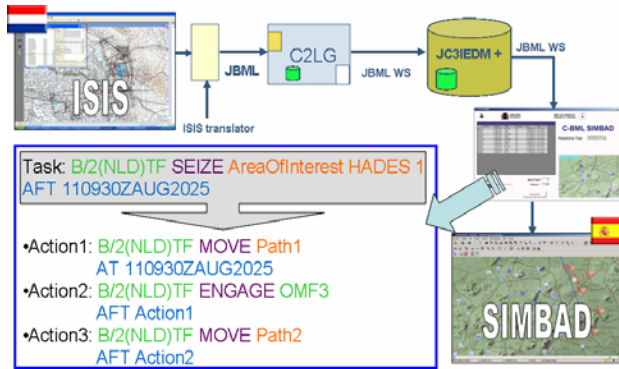 ISIS
JBML
C2LG
JBML WS
JC3IEDM +
JBML WS
ISIS translator
C-BML SIMBAD
Task: B/2(NLD)TF SEIZE AreaOfInterest HADES 1
AFT 110930ZAUG2025
•Action1: B/2(NLD)TF MOVE Path1
AT 110930ZAUG2025
•Action2: B/2(NLD)TF ENGAGE OMF3
AFT Action1
•Action3: B/2(NLD)TF MOVE Path2
AFT Action2
SIMBAD